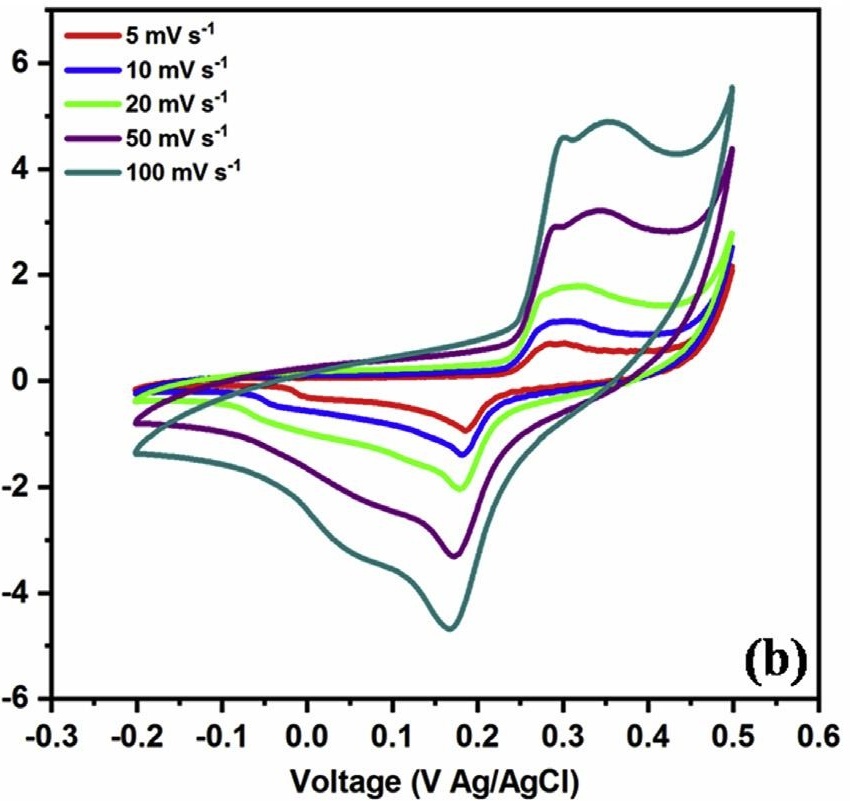 5 mV s⁻¹
10 mV s⁻¹
20 mV s⁻¹
50 mV s⁻¹
100 mV s⁻¹
6
4
2
0
-2
-4
-6
(b)
-0.3 -0.2 -0.1 0.0 0.1 0.2 0.3 0.4 0.5 0.6
Voltage (V Ag/AgCl)